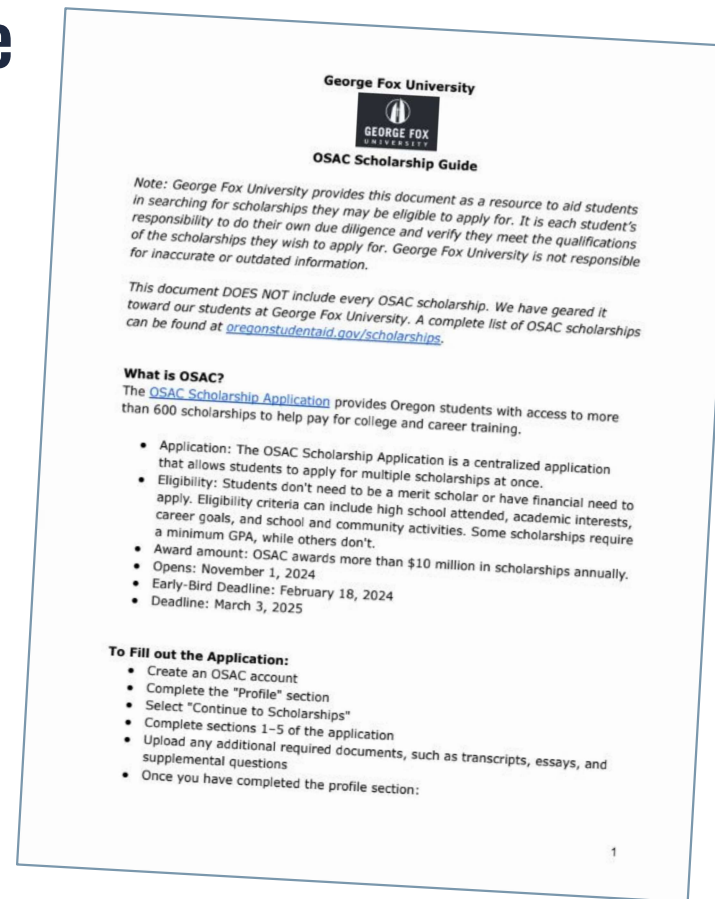 e
George Fox University
GEORGE FOX
UNIVERSITY
OSAC Scholarship Guide
Note: George Fox University provides this document as a resource to aid students
in searching for scholarships they may be eligible to apply for. It is each student's
responsibility to do their own due diligence and verify they meet the qualifications
of the scholarships they wish to apply for. George Fox University is not responsible
for inaccurate or outdated information.
This document DOES NOT include every OSAC scholarship. We have geared it
toward our students at George Fox University. A complete list of OSAC scholarships
can be found at oregonstudentaid.gov/scholarships.
What is OSAC?
The OSAC Scholarship Application provides Oregon students with access to more
than 600 scholarships to help pay for college and career training.
• Application: The OSAC Scholarship Application is a centralized application
that allows students to apply for multiple scholarships at once.
• Eligibility: Students don't need to be a merit scholar or have financial need to
apply. Eligibility criteria can include high school attended, academic interests,
career goals, and school and community activities. Some scholarships require
a minimum GPA, while others don't.
• Award amount: OSAC awards more than $10 million in scholarships annually.
• Opens: November 1, 2024
• Early-Bird Deadline: February 18, 2024
• Deadline: March 3, 2025
To Fill out the Application:
• Create an OSAC account
• Complete the "Profile" section
• Select "Continue to Scholarships"
• Complete sections 1–5 of the application
• Upload any additional required documents, such as transcripts, essays, and
supplemental questions
• Once you have completed the profile section:
1